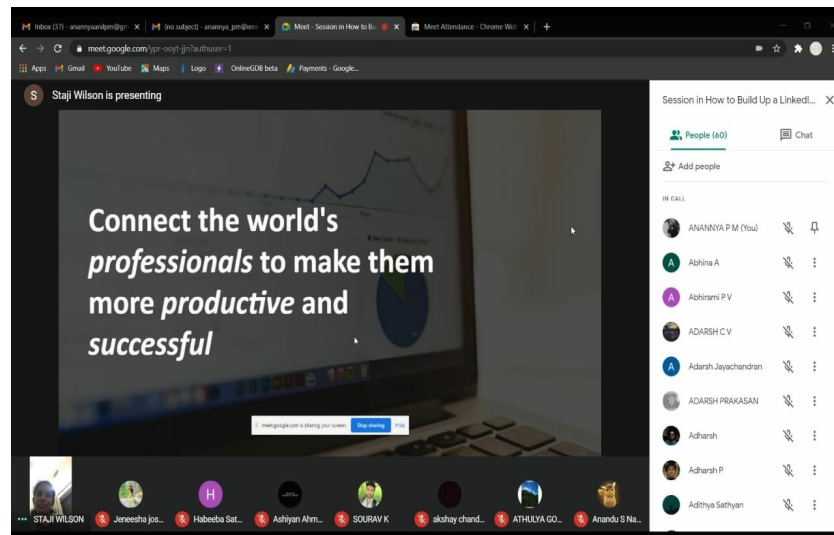 Inbox (37) - anannyaanilpm@gm
(no subject) - anannya_pm@ieee
Meet - Session in How to Bu
Meet Attendance - Chrome Web
meet.google.com/ypr-ooyt-jjn?authuser=1
Apps Gmail YouTube Maps Logo OnlineGDB beta Payments - Google...
S Staji Wilson is presenting
Connect the world's
professionals to make them
more productive and
successful
meet.google.com is sharing your screen. Stop sharing Hide
STAJI WILSON Jeneesha jos... Habeeba Sat... Ashiyan Ahm... SOURAV K akshay chand... ATHULYA GO... Anandu S Na...
H
Session in How to Build Up a LinkedI... X
People (60) Chat
Add people
IN CALL
ANANNYA P M (You)
A Abhina A
A Abhirami P V
ADARSH C V
A Adarsh Jayachandran
ADARSH PRAKASAN
Adharsh
Adharsh P
Adithya Sathyan